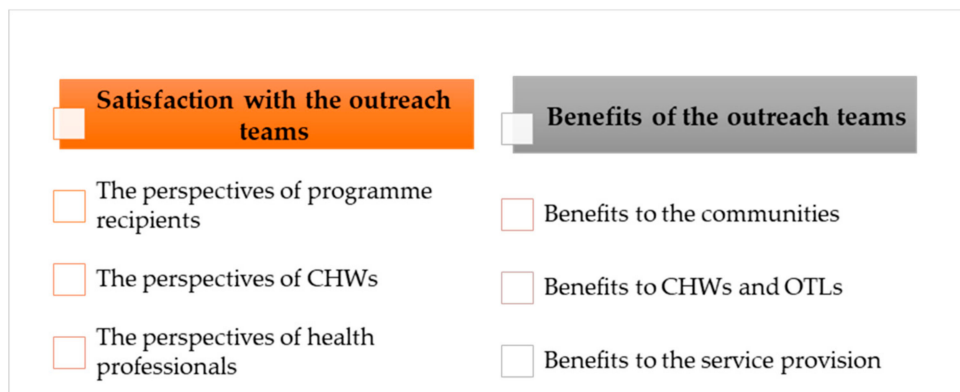 Satisfaction with the outreach
teams
The perspectives of programme
recipients
The perspectives of CHWs
The perspectives of health
professionals
Benefits of the outreach teams
Benefits to the communities
Benefits to CHWs and OTLs
Benefits to the service provision